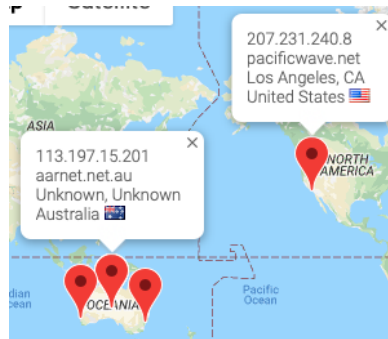 207.231.240.8
pacificwave.net
Los Angeles, CA
United States
ASIA
113.197.15.201
aarnet.net.au
Unknown, Unknown
Australia
NORTH
AMERICA
OCEANIA
Pacific
Ocean